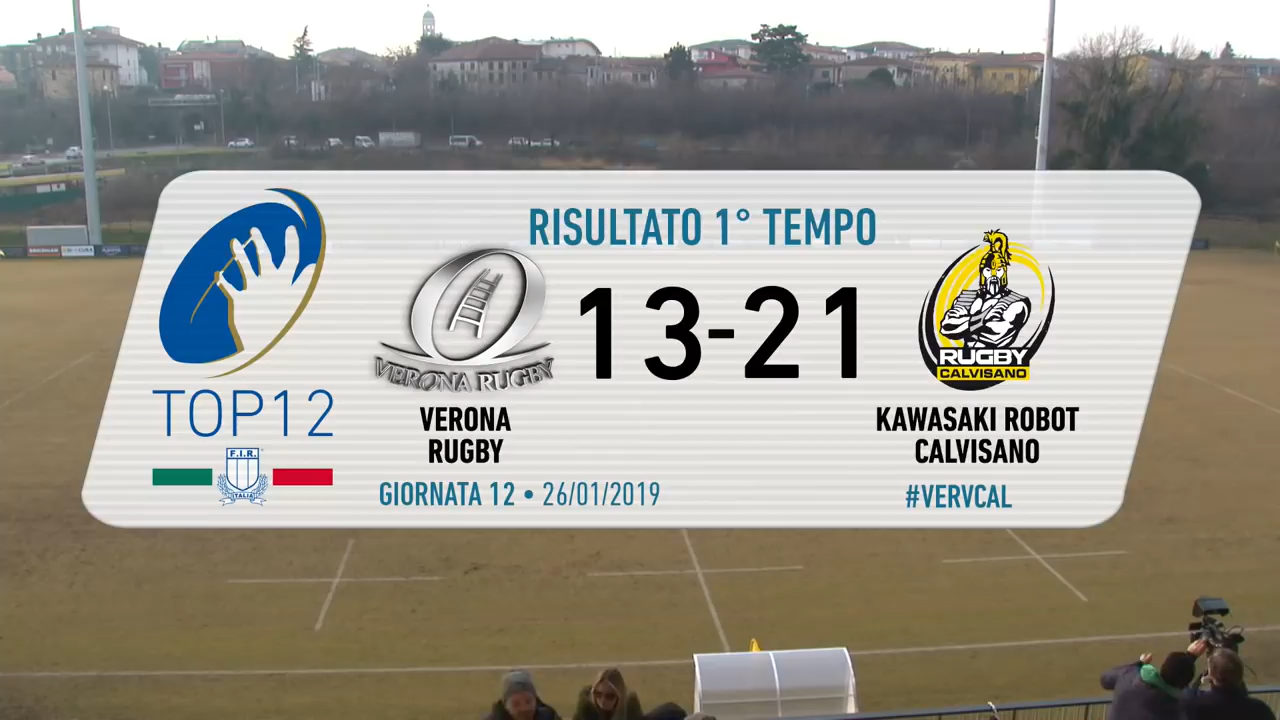 RISULTATO 1° TEMPO
13-21
VERONA RUGBY
RUGBY
CALVISANO
TOP12
F.I.R.
ITALIA
VERONA
RUGBY
KAWASAKI ROBOT
CALVISANO
GIORNATA 12 • 26/01/2019
#VERVCAL